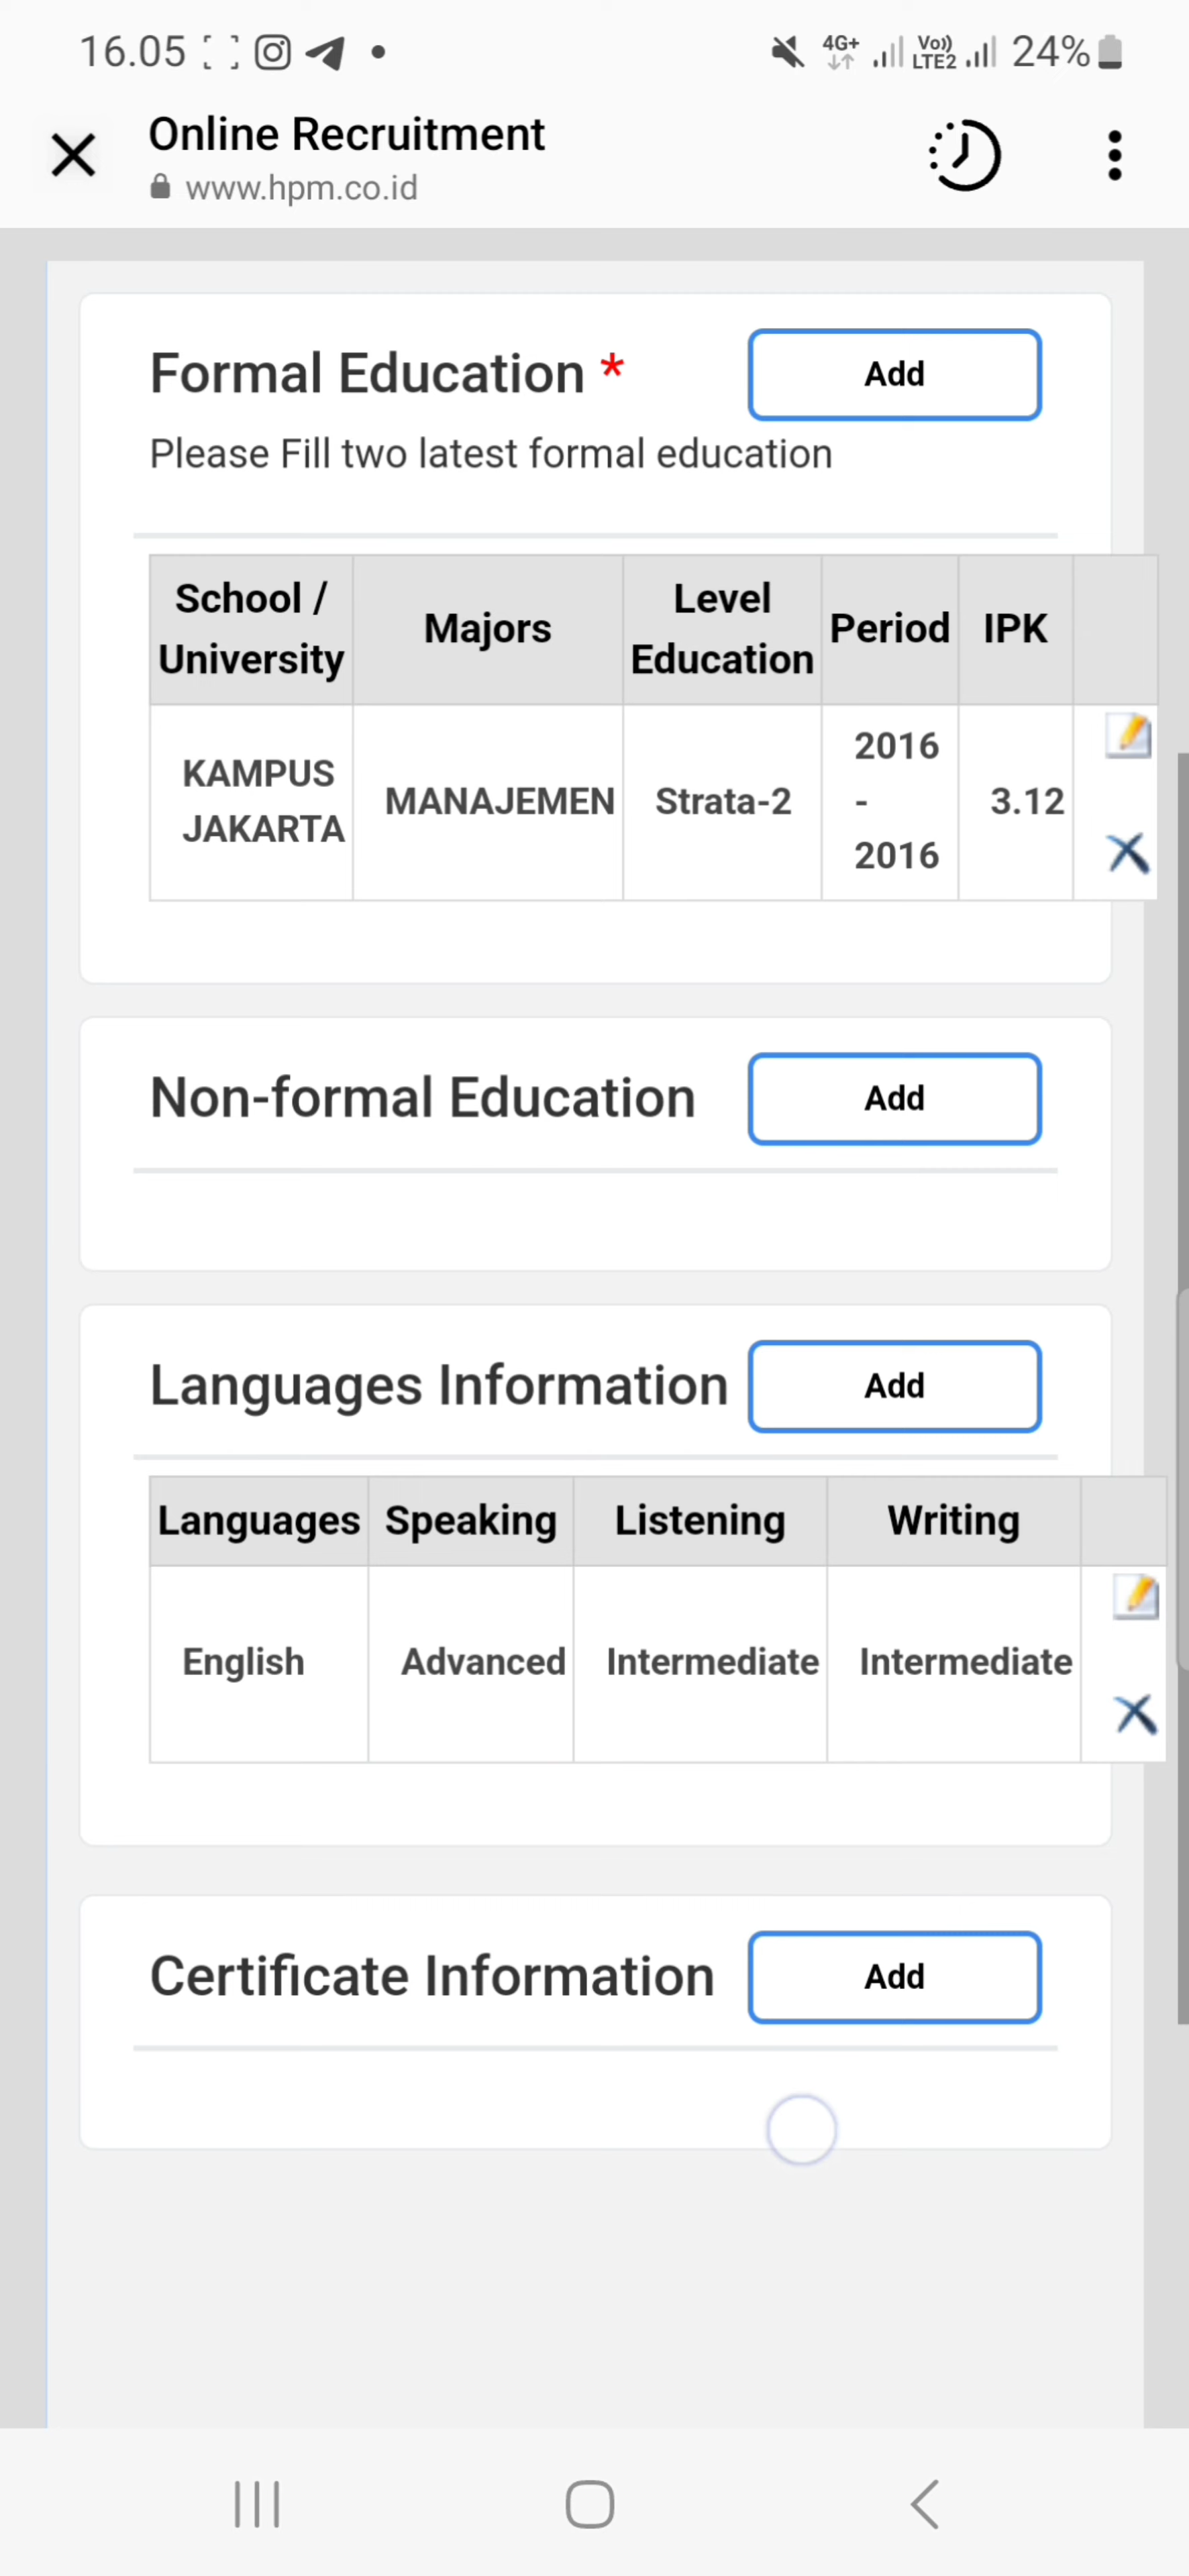 16.05
4G+
Vo))
LTE2
24%
Online Recruitment
www.hpm.co.id
Formal Education *
Add
Please Fill two latest formal education
School / University
Majors
Level Education
Period
IPK
KAMPUS JAKARTA
MANAJEMEN
Strata-2
2016 - 2016
3.12
Non-formal Education
Add
Languages Information
Add
Languages
Speaking
Listening
Writing
English
Advanced
Intermediate
Intermediate
Certificate Information
Add